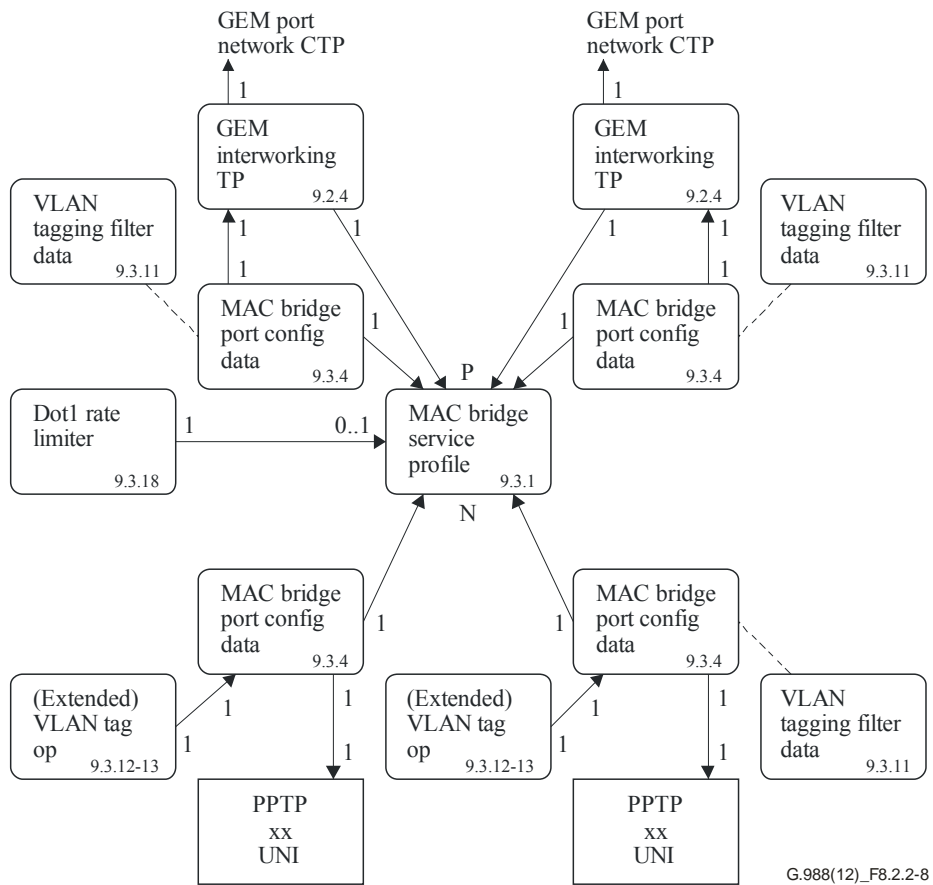 GEM port
network CTP
1
GEM
interworking
TP
9.2.4
1
1
1
VLAN
tagging filter
data
9.3.11
MAC bridge
port config
data
9.3.4
1
GEM port
network CTP
1
GEM
interworking
TP
9.2.4
1
1
1
VLAN
tagging filter
data
9.3.11
MAC bridge
port config
data
9.3.4
1
P
Dot1 rate
limiter
9.3.18
1
0..1
MAC bridge
service
profile
9.3.1
N
MAC bridge
port config
data
9.3.4
1
(Extended)
VLAN tag
op
9.3.12-13
1
1
1
1
PPTP
xx
UNI
MAC bridge
port config
data
9.3.4
1
(Extended)
VLAN tag
op
9.3.12-13
1
1
1
1
VLAN
tagging filter
data
9.3.11
PPTP
xx
UNI
G.988(12)_F8.2.2-8